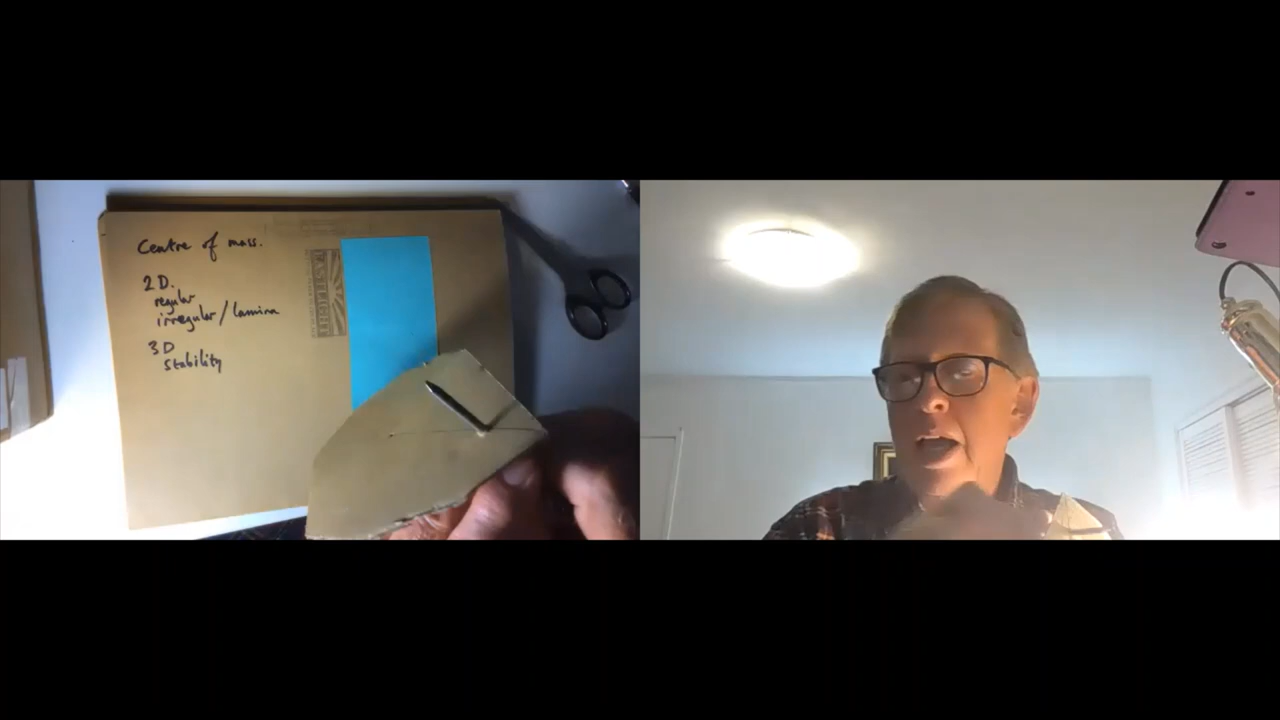 Centre of mass.
2D.
regular
irregular / lamina
3D
stability